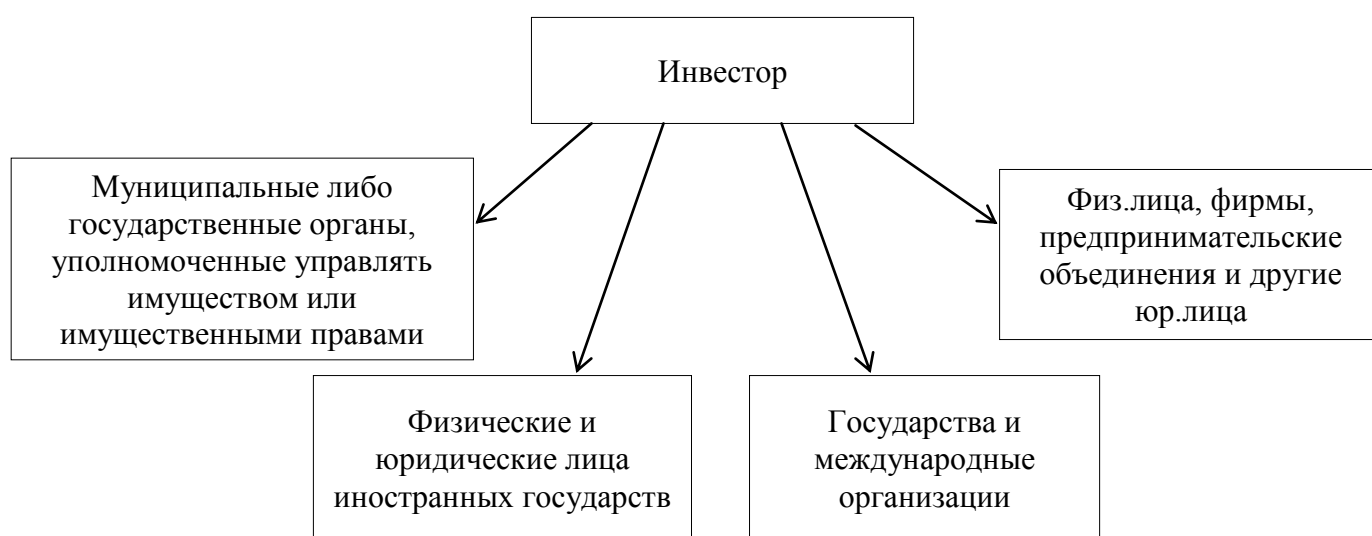 Инвестор
Муниципальные либо
государственные органы,
уполномоченные управлять
имуществом или
имущественными правами
Физ.лица, фирмы,
предпринимательские
объединения и другие
юр.лица
Физические и
юридические лица
иностранных государств
Государства и
международные
организации